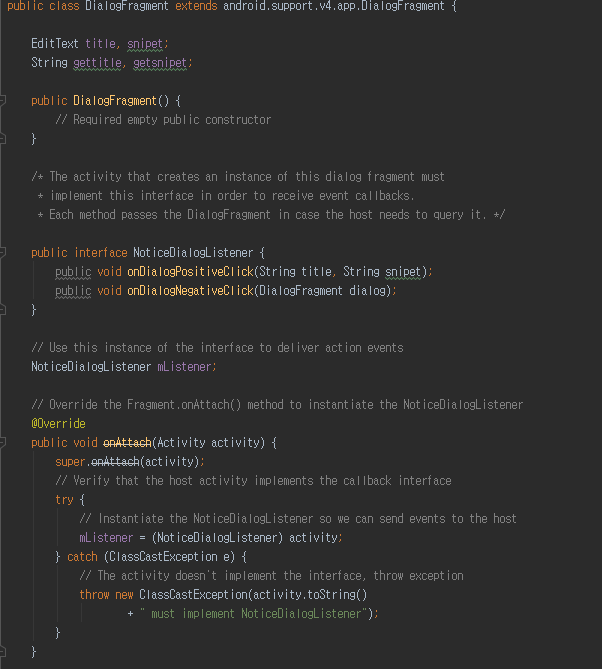 public class DialogFragment extends android.support.v4.app.DialogFragment {
EditText title, snipet;
String gettitle, getsnipet;
public DialogFragment() {
// Required empty public constructor
}
/* The activity that creates an instance of this dialog fragment must
* implement this interface in order to receive event callbacks.
* Each method passes the DialogFragment in case the host needs to query it. */
public interface NoticeDialogListener {
public void onDialogPositiveClick(String title, String snipet);
public void onDialogNegativeClick(DialogFragment dialog);
}
// Use this instance of the interface to deliver action events
NoticeDialogListener mListener;
// Override the Fragment.onAttach() method to instantiate the NoticeDialogListener
@Override
public void onAttach(Activity activity) {
super.onAttach(activity);
// Verify that the host activity implements the callback interface
try {
// Instantiate the NoticeDialogListener so we can send events to the host
mListener = (NoticeDialogListener) activity;
} catch (ClassCastException e) {
// The activity doesn't implement the interface, throw exception
throw new ClassCastException(activity.toString()
+ " must implement NoticeDialogListener");
}
}